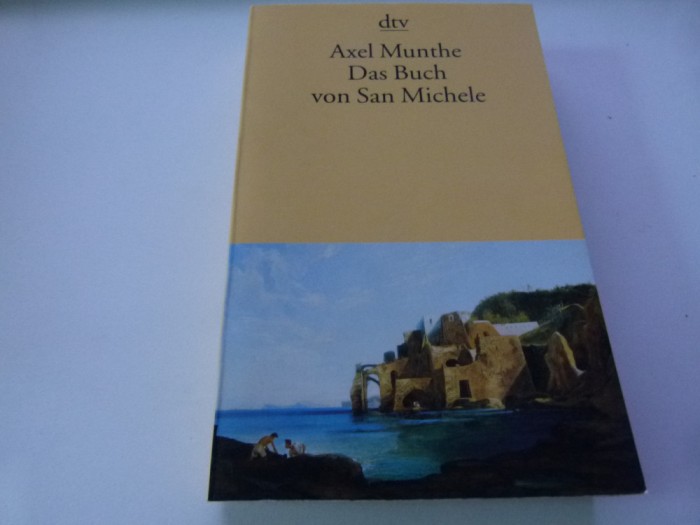 dtv
Axel Munthe
Das Buch
von San Michele